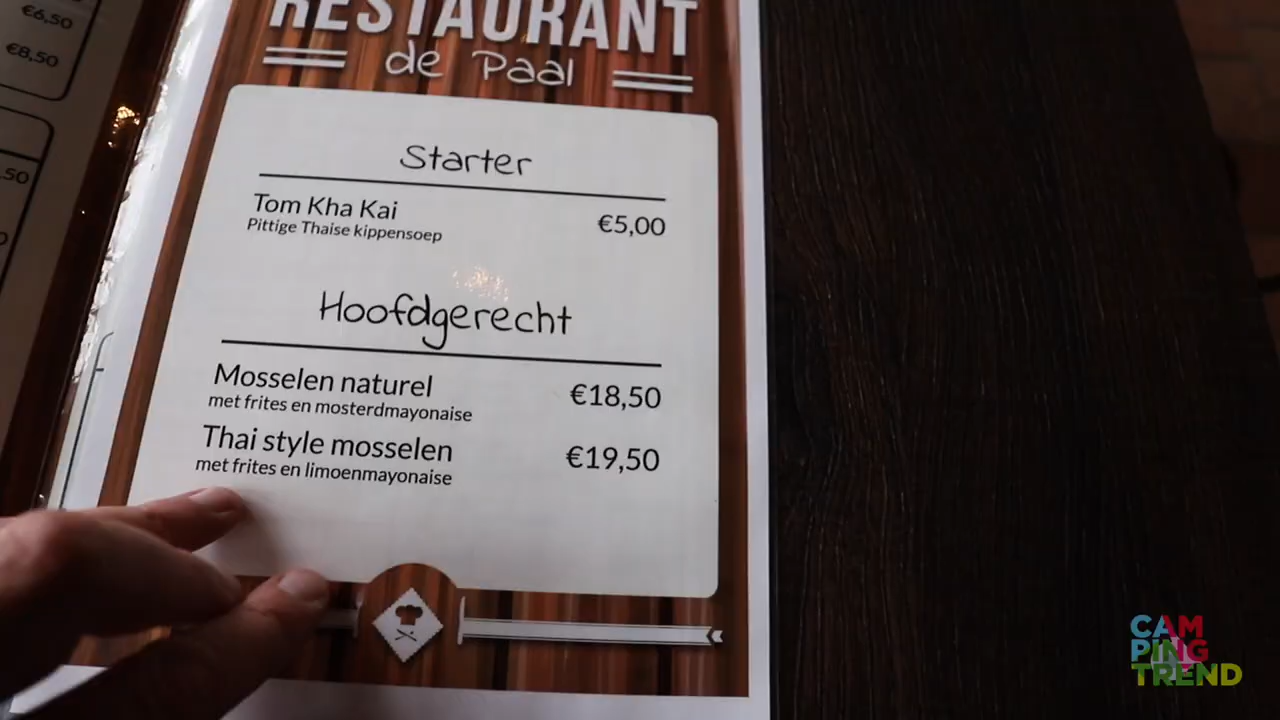 €6,50
€8,50
.50
RESTAURANT
de Paal
Starter
Tom Kha Kai €5,00
Pittige Thaise kippensoep
Hoofdgerecht
Mosselen naturel €18,50
met frites en mosterdmayonaise
Thai style mosselen €19,50
met frites en limoenmayonaise
CAM
PING
TREND